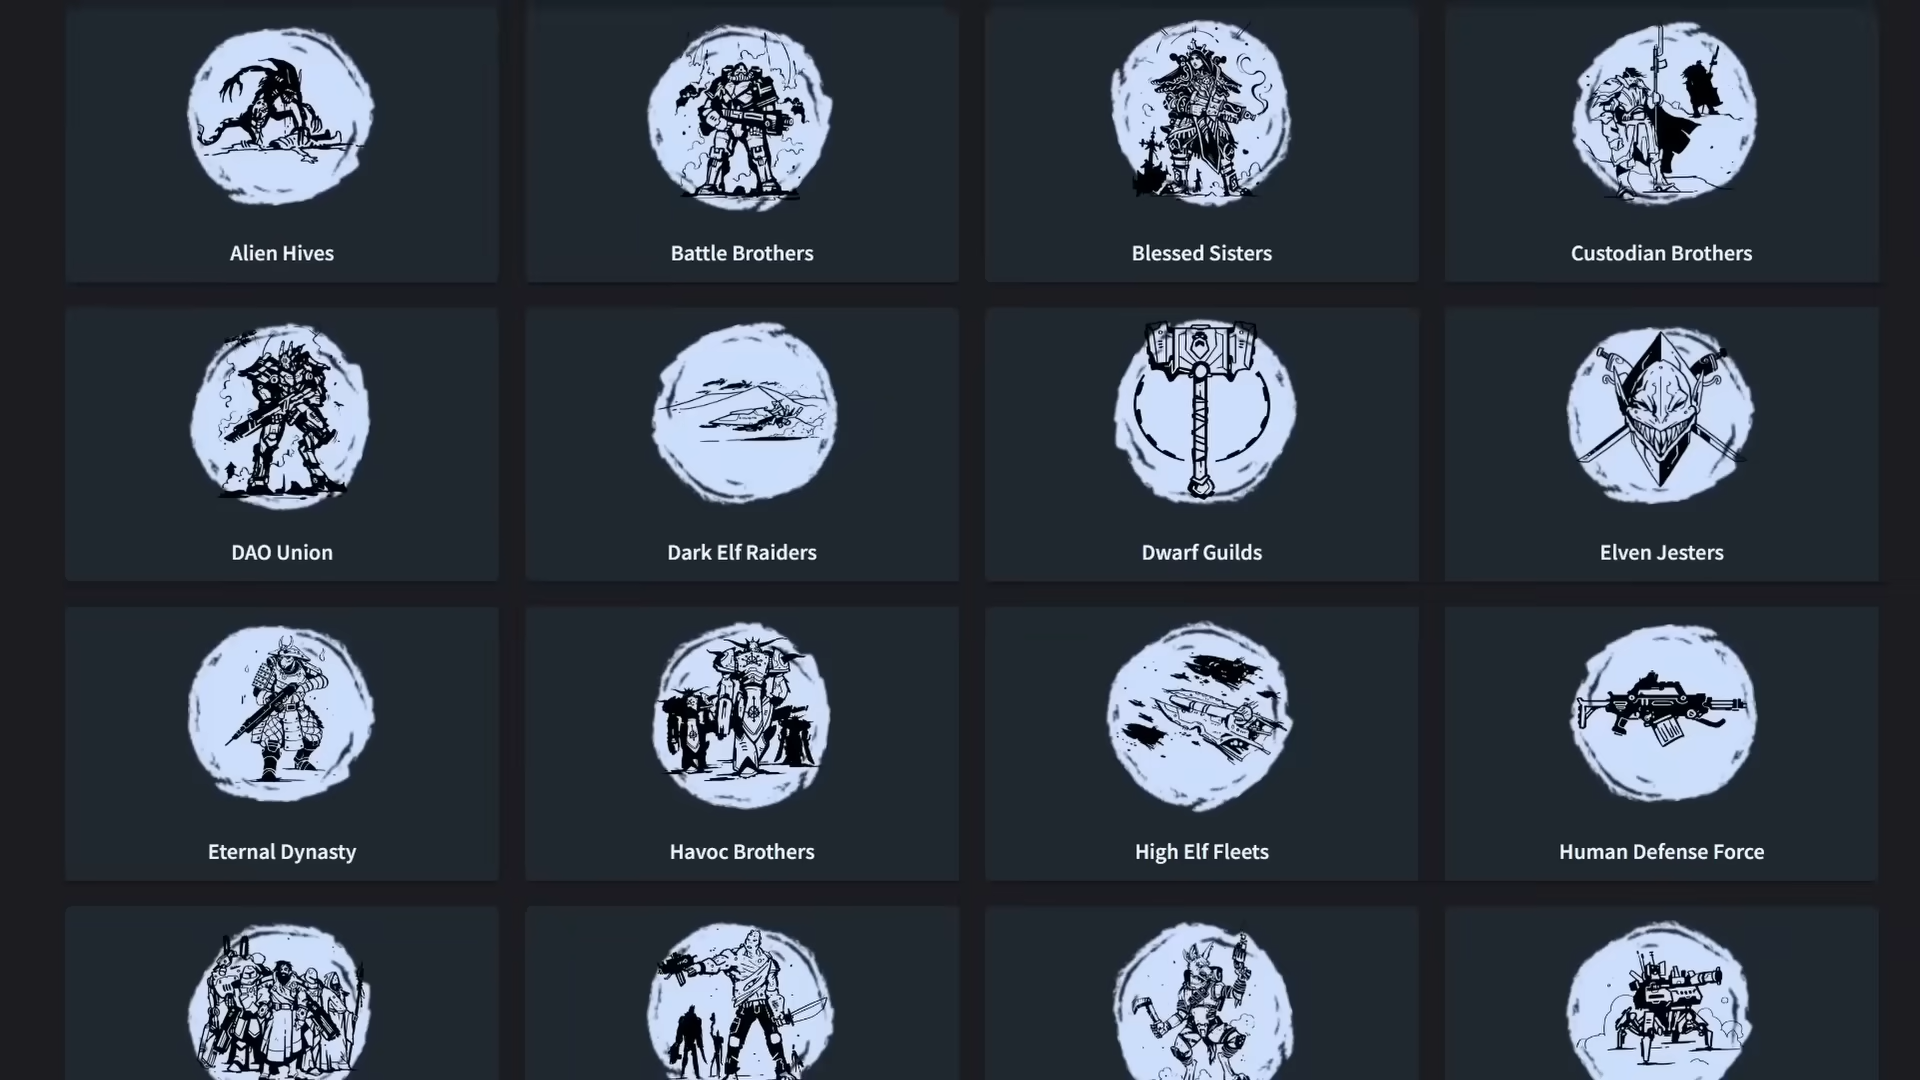 Alien Hives
Battle Brothers
Blessed Sisters
Custodian Brothers
DAO Union
Dark Elf Raiders
Dwarf Guilds
Elven Jesters
Eternal Dynasty
Havoc Brothers
High Elf Fleets
Human Defense Force